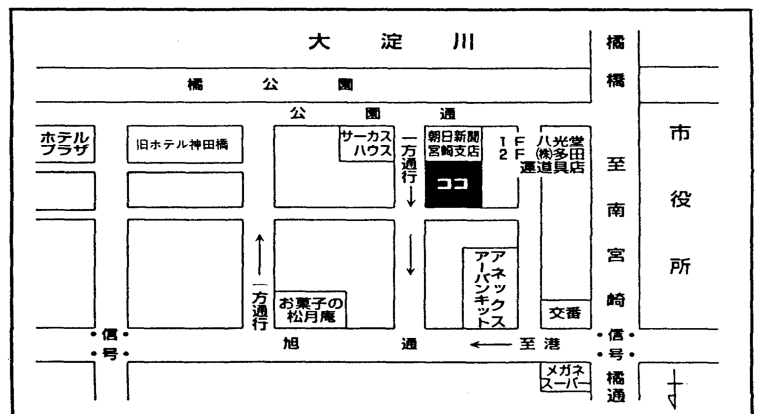 大淀川
橘公園
公園通
橘橋
至南宮崎
市役所
ホテル
プラザ
旧ホテル神田橋
サーカス
ハウス
一方通行
朝日新聞
宮崎支店
ココ
1F 八光堂
2F ㈱多田
運道具店
一方通行
お菓子の
松月庵
アネックス
アーバンキット
交番
信号
旭通
←至港
信号
メガネ
スーパー
橘通